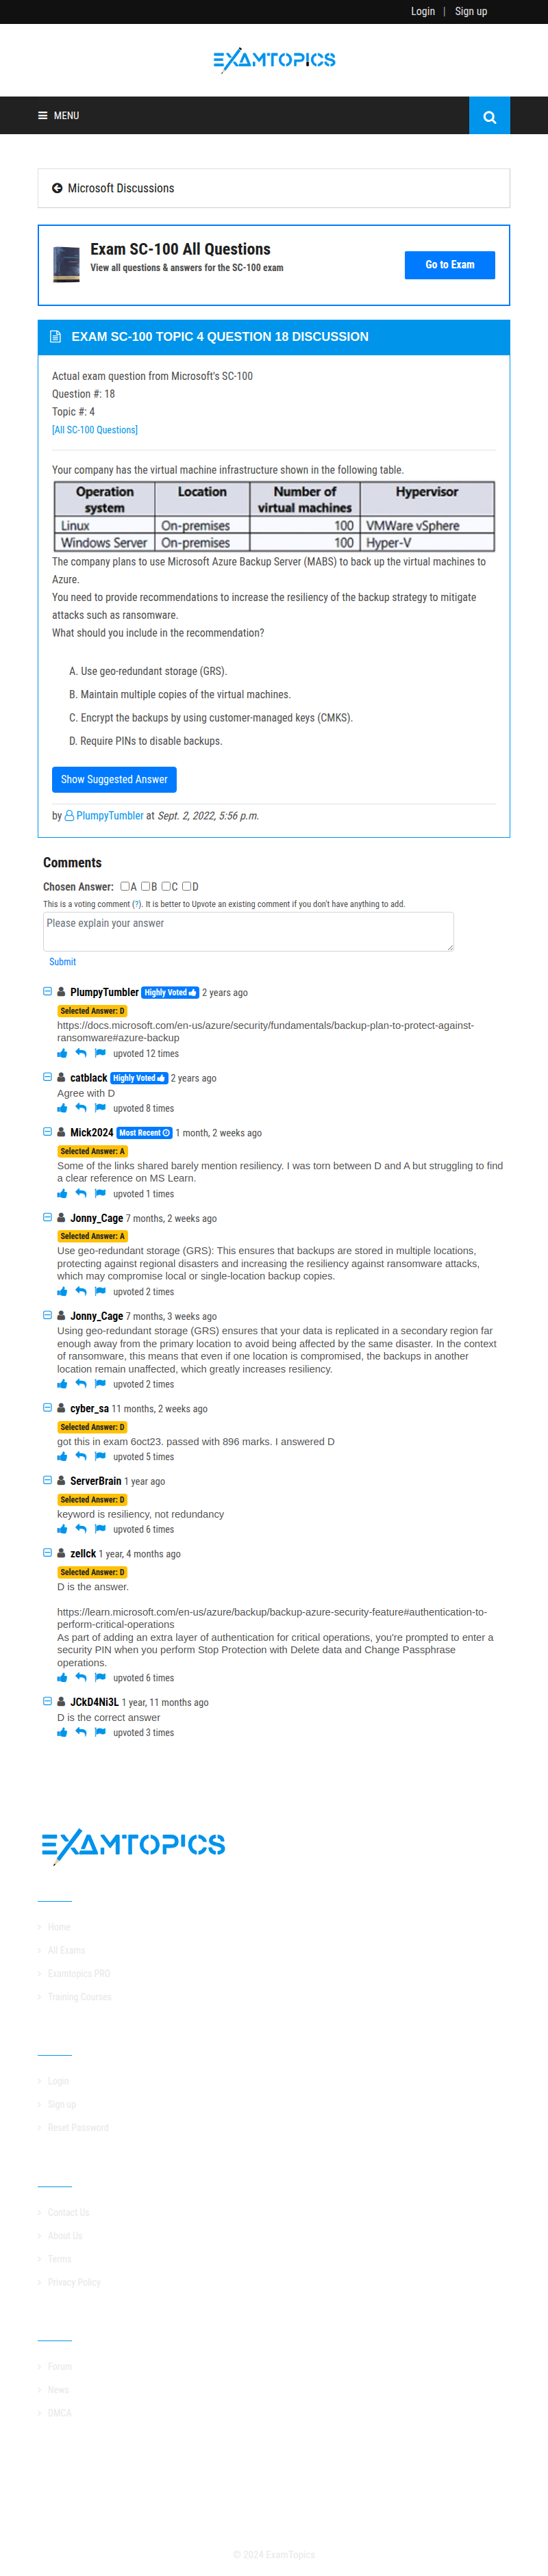 Login | Sign up
EXAMTOPICS
MENU
Microsoft Discussions
Exam SC-100 All Questions
View all questions & answers for the SC-100 exam
Go to Exam
EXAM SC-100 TOPIC 4 QUESTION 18 DISCUSSION
Actual exam question from Microsoft's SC-100
Question #: 18
Topic #: 4
[All SC-100 Questions]
Your company has the virtual machine infrastructure shown in the following table.
Operation system | Location | Number of virtual machines | Hypervisor
Linux | On-premises | 100 | VMWare vSphere
Windows Server | On-premises | 100 | Hyper-V
The company plans to use Microsoft Azure Backup Server (MABS) to back up the virtual machines to
Azure.
You need to provide recommendations to increase the resiliency of the backup strategy to mitigate
attacks such as ransomware.
What should you include in the recommendation?
A. Use geo-redundant storage (GRS).
B. Maintain multiple copies of the virtual machines.
C. Encrypt the backups by using customer-managed keys (CMKS).
D. Require PINs to disable backups.
Show Suggested Answer
by PlumpyTumbler at Sept. 2, 2022, 5:56 p.m.
Comments
Chosen Answer: A B C D
This is a voting comment (?). It is better to Upvote an existing comment if you don't have anything to add.
Please explain your answer
Submit
PlumpyTumbler Highly Voted 2 years ago
Selected Answer: D
https://docs.microsoft.com/en-us/azure/security/fundamentals/backup-plan-to-protect-against-
ransomware#azure-backup
upvoted 12 times
catblack Highly Voted 2 years ago
Agree with D
upvoted 8 times
Mick2024 Most Recent 1 month, 2 weeks ago
Selected Answer: A
Some of the links shared barely mention resiliency. I was torn between D and A but struggling to find
a clear reference on MS Learn.
upvoted 1 times
Jonny_Cage 7 months, 2 weeks ago
Selected Answer: A
Use geo-redundant storage (GRS): This ensures that backups are stored in multiple locations,
protecting against regional disasters and increasing the resiliency against ransomware attacks,
which may compromise local or single-location backup copies.
upvoted 2 times
Jonny_Cage 7 months, 3 weeks ago
Using geo-redundant storage (GRS) ensures that your data is replicated in a secondary region far
enough away from the primary location to avoid being affected by the same disaster. In the context
of ransomware, this means that even if one location is compromised, the backups in another
location remain unaffected, which greatly increases resiliency.
upvoted 2 times
cyber_sa 11 months, 2 weeks ago
Selected Answer: D
got this in exam 6oct23. passed with 896 marks. I answered D
upvoted 5 times
ServerBrain 1 year ago
Selected Answer: D
keyword is resiliency, not redundancy
upvoted 6 times
zellck 1 year, 4 months ago
Selected Answer: D
D is the answer.
https://learn.microsoft.com/en-us/azure/backup/backup-azure-security-feature#authentication-to-
perform-critical-operations
As part of adding an extra layer of authentication for critical operations, you're prompted to enter a
security PIN when you perform Stop Protection with Delete data and Change Passphrase
operations.
upvoted 6 times
JCkD4Ni3L 1 year, 11 months ago
D is the correct answer
upvoted 3 times
EXAMTOPICS
Home
All Exams
Examtopics PRO
Training Courses
Login
Sign up
Reset Password
Contact Us
About Us
Terms
Privacy Policy
Forum
News
DMCA
© 2024 ExamTopics